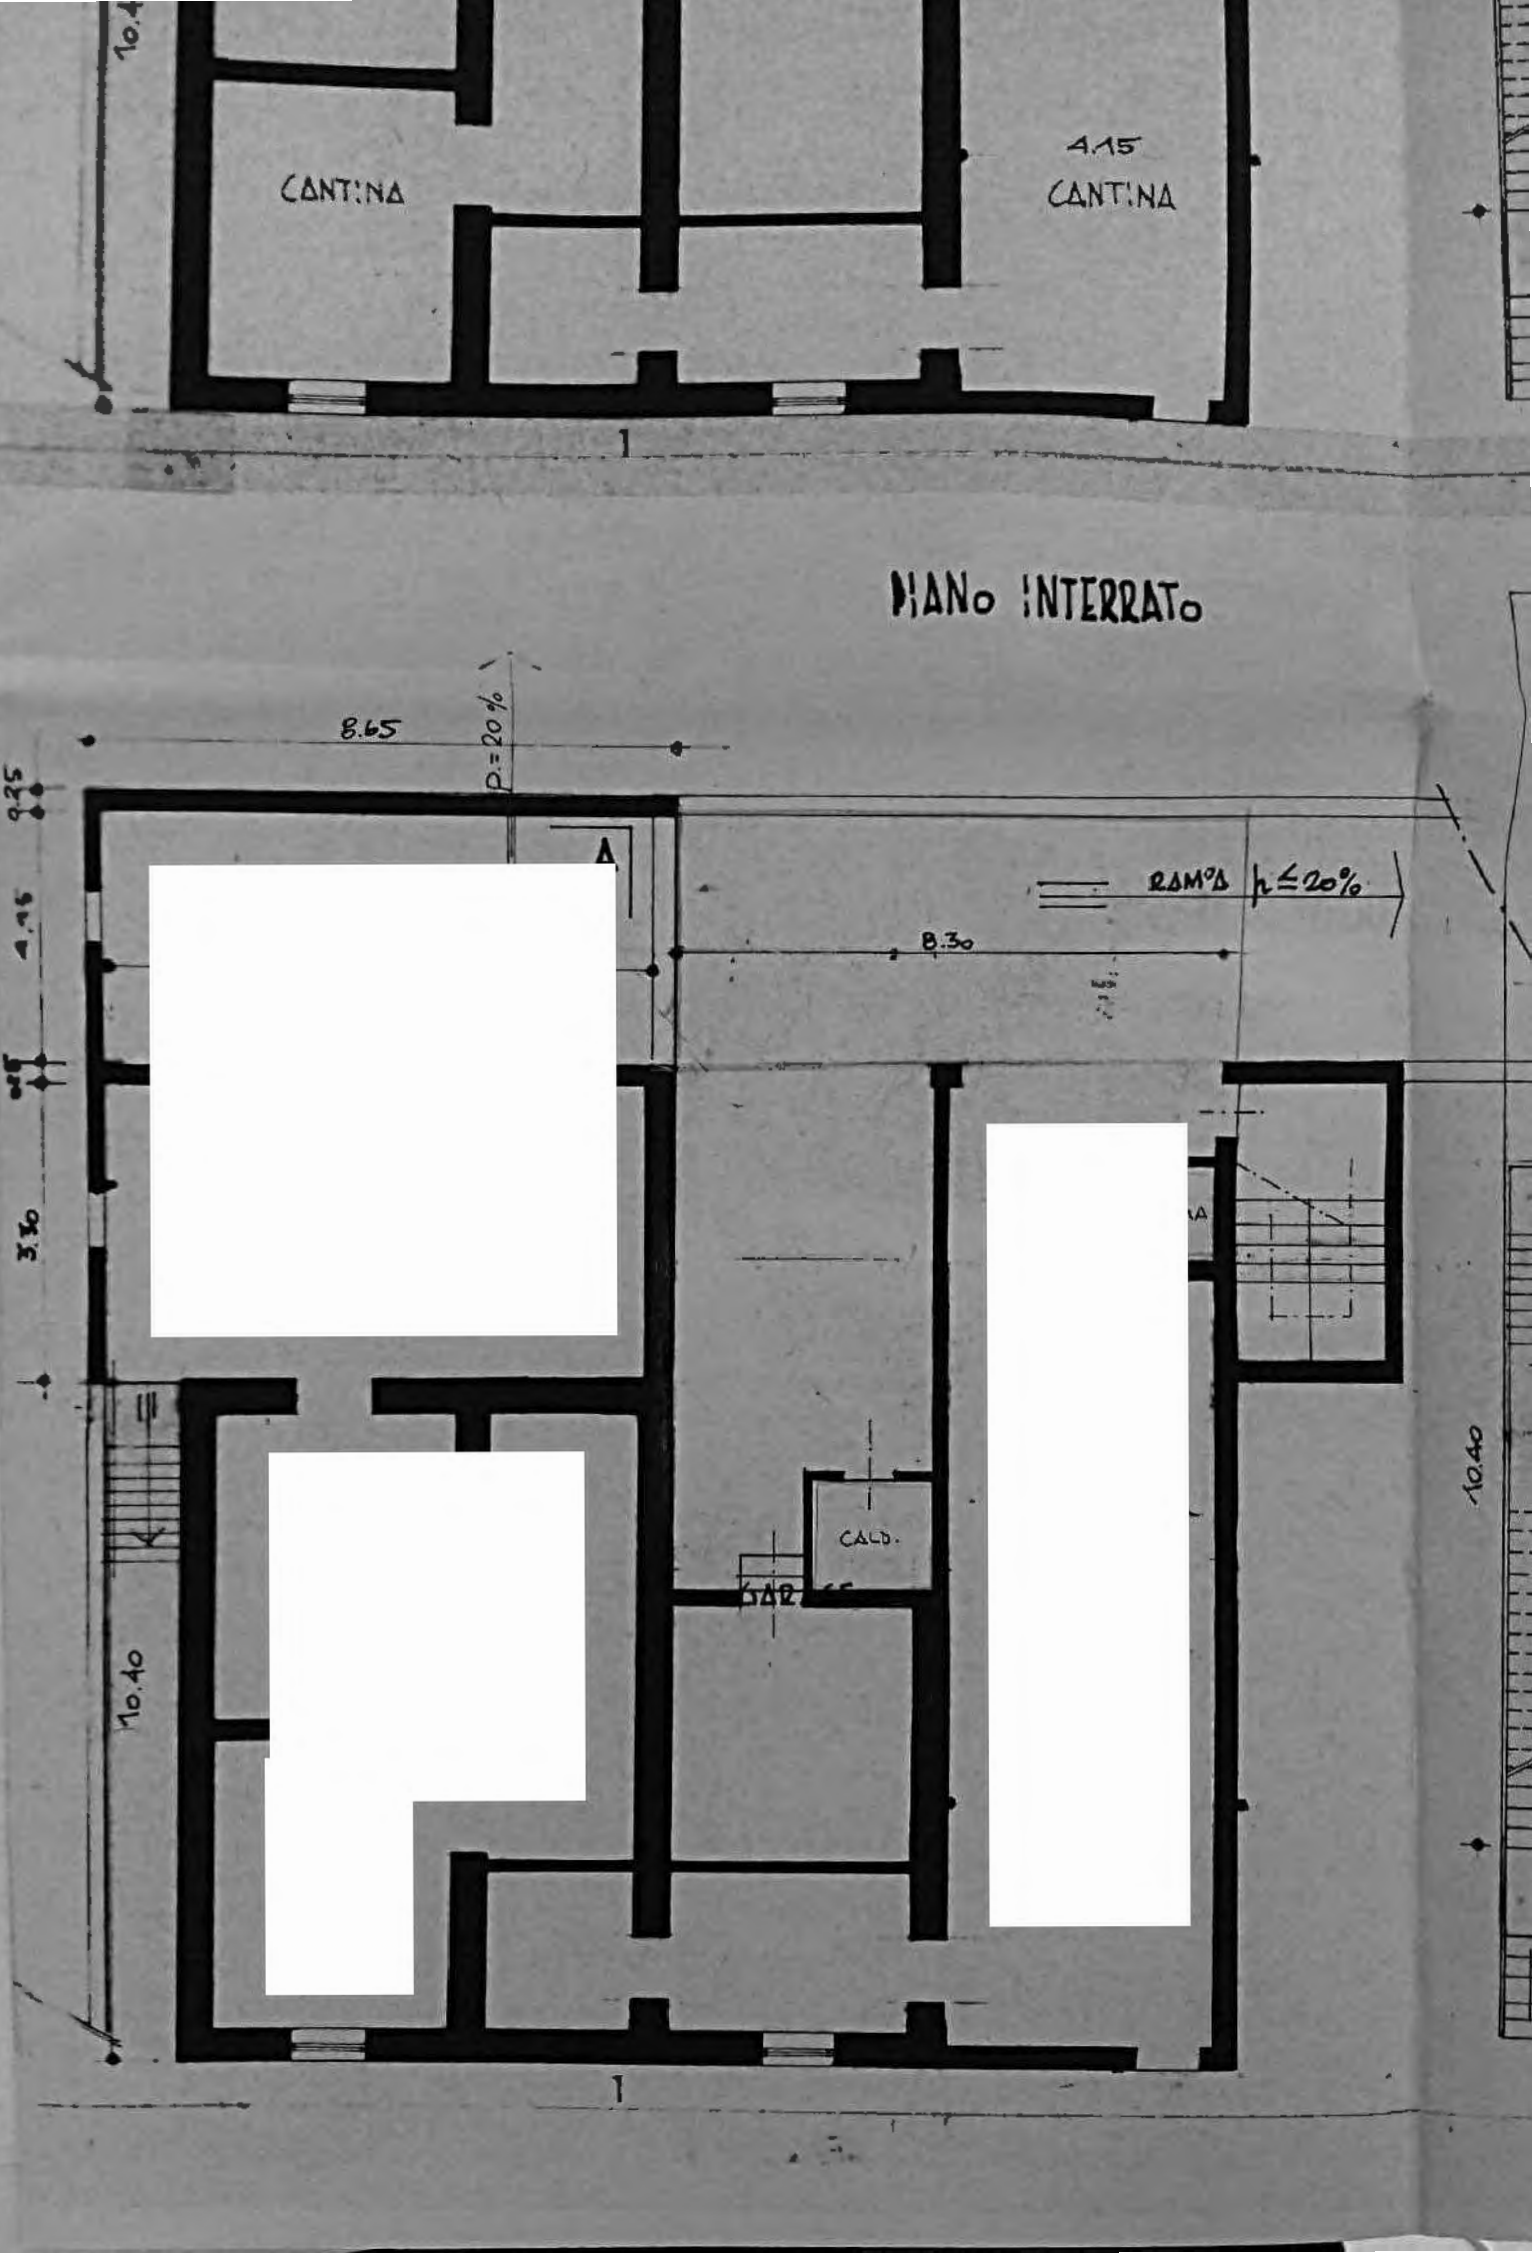 10.4
4.15
CANTINA
CANTINA
1
PIANO INTERRATO
8.65
p.=20%
0.25
A
RAMPA p≤20%
4.15
8.30
3.30
CALD.
10.40
10.40
1